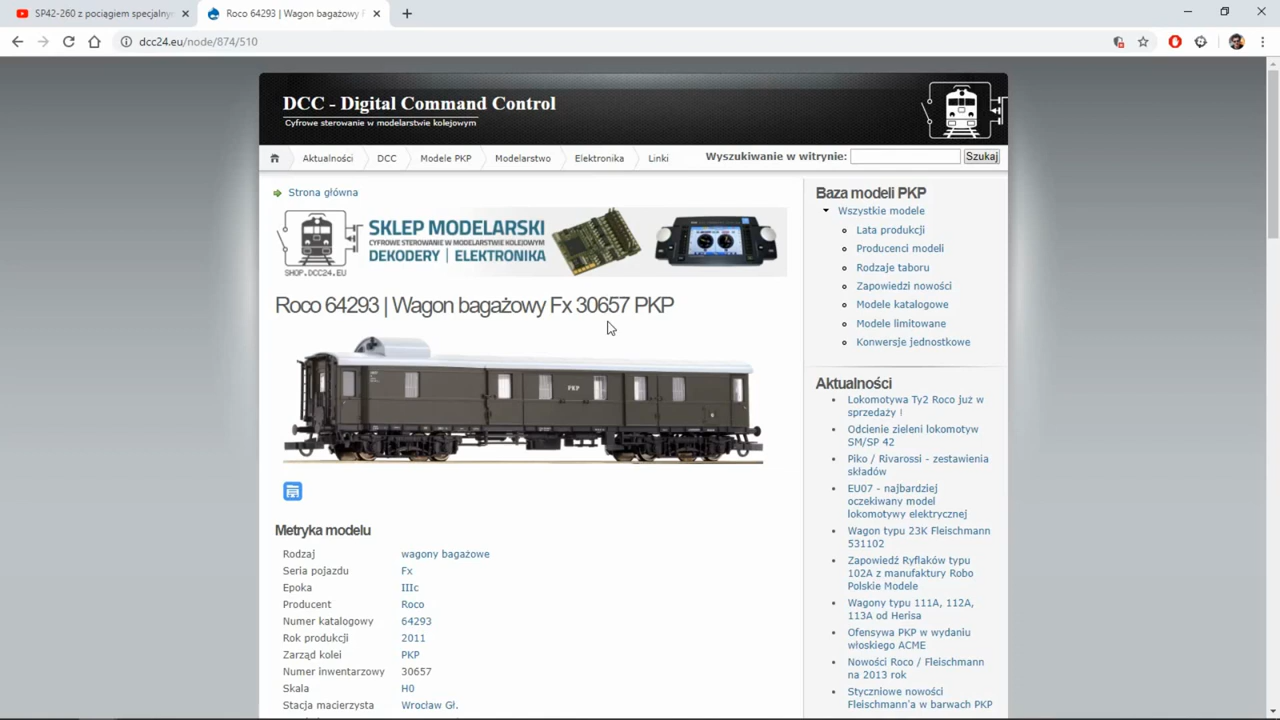 SP42-260 z pociągiem specjalnym
Roco 64293 | Wagon bagażowy F
dcc24.eu/node/874/510
DCC - Digital Command Control
Cyfrowe sterowanie w modelarstwie kolejowym
Aktualności
DCC
Modele PKP
Modelarstwo
Elektronika
Linki
Wyszukiwanie w witrynie:
Szukaj
Strona główna
SKLEP MODELARSKI
CYFROWE STEROWANIE W MODELARSTWIE KOLEJOWYM
DEKODERY | ELEKTRONIKA
SHOP.DCC24.EU
Roco 64293 | Wagon bagażowy Fx 30657 PKP
PKP
Metryka modelu
Rodzaj wagony bagażowe
Seria pojazdu Fx
Epoka IIIc
Producent Roco
Numer katalogowy 64293
Rok produkcji 2011
Zarząd kolei PKP
Numer inwentarzowy 30657
Skala H0
Stacja macierzysta Wrocław Gł.
Baza modeli PKP
Wszystkie modele
Lata produkcji
Producenci modeli
Rodzaje taboru
Zapowiedzi nowości
Modele katalogowe
Modele limitowane
Konwersje jednostkowe
Aktualności
Lokomotywa Ty2 Roco już w
sprzedaży !
Odcienie zieleni lokomotyw
SM/SP 42
Piko / Rivarossi - zestawienia
składów
EU07 - najbardziej
oczekiwany model
lokomotywy elektrycznej
Wagon typu 23K Fleischmann
531102
Zapowiedź Ryflaków typu
102A z manufaktury Robo
Polskie Modele
Wagony typu 111A, 112A,
113A od Herisa
Ofensywa PKP w wydaniu
włoskiego ACME
Nowości Roco / Fleischmann
na 2013 rok
Styczniowe nowości
Fleischmann'a w barwach PKP